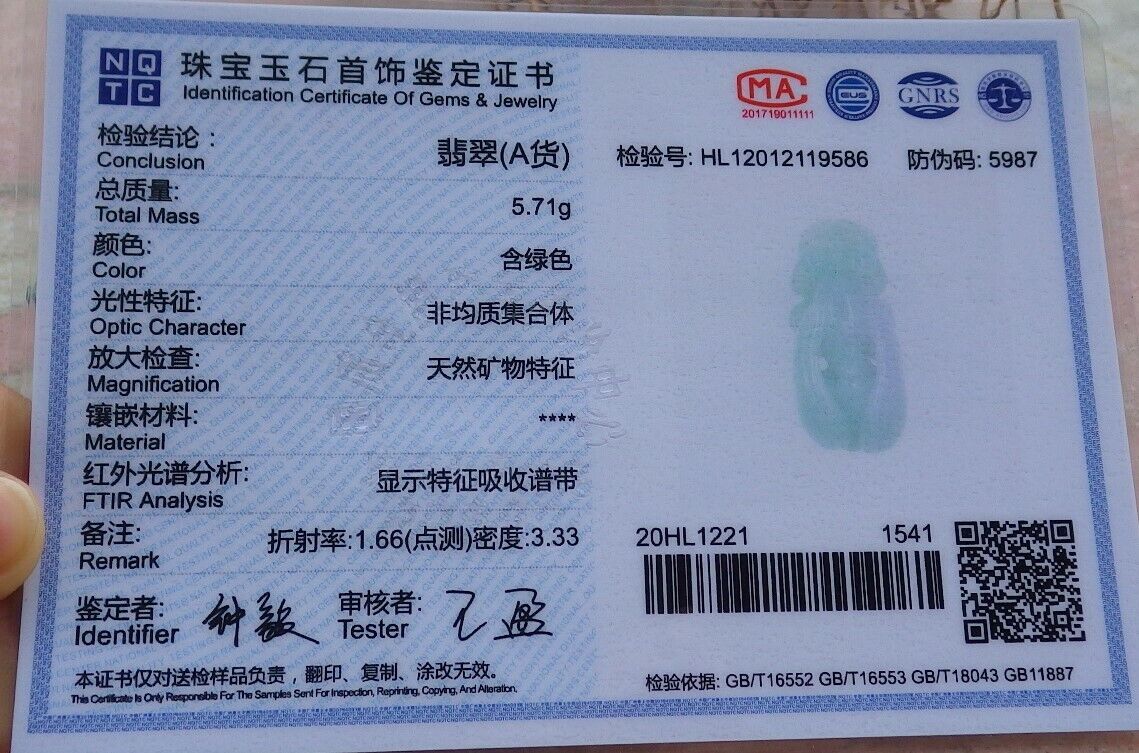 NQ
TC
珠宝玉石首饰鉴定证书
Identification Certificate Of Gems & Jewelry
检验结论：
Conclusion
翡翠(A货)
总质量:
Total Mass
5.71g
颜色:
Color
含绿色
光性特征:
Optic Character
非均质集合体
放大检查:
Magnification
天然矿物特征
镶嵌材料:
Material
****
红外光谱分析:
FTIR Analysis
显示特征吸收谱带
备注:
Remark
折射率:1.66(点测)密度:3.33
鉴定者:
Identifier
审核者:
Tester
本证书仅对送检样品负责，翻印、复制、涂改无效。
This Certificate Is Only Responsible For The Samples Sent For Inspection, Reprinting, Copying, And Alteration.
MA
201719011111
GNRS
检验号: HL12012119586
防伪码: 5987
20HL1221
1541
检验依据: GB/T16552 GB/T16553 GB/T18043 GB11887